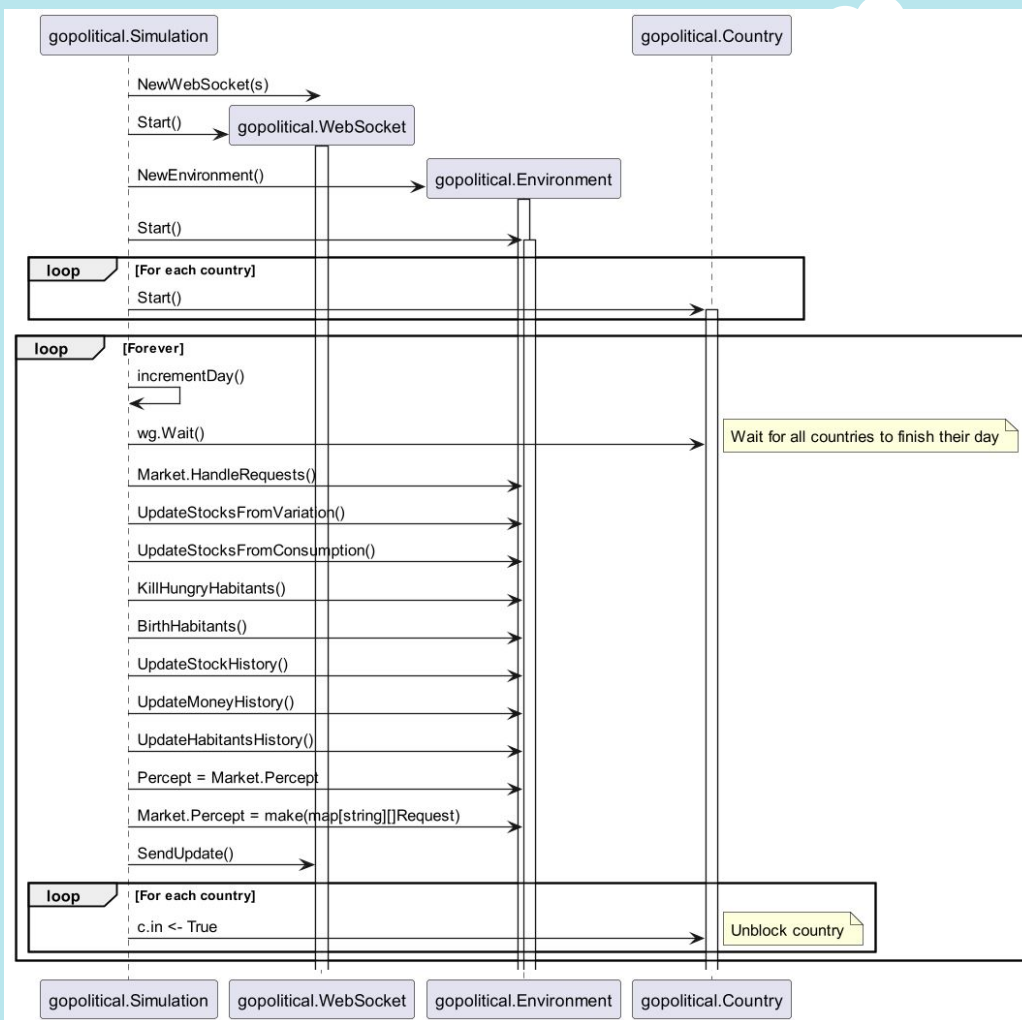 gopolitical.Simulation
gopolitical.Country
NewWebSocket(s)
Start()
gopolitical.WebSocket
NewEnvironment()
gopolitical.Environment
Start()
loop [For each country]
Start()
loop [Forever]
incrementDay()
wg.Wait()
Wait for all countries to finish their day
Market.HandleRequests()
UpdateStocksFromVariation()
UpdateStocksFromConsumption()
KillHungryHabitants()
BirthHabitants()
UpdateStockHistory()
UpdateMoneyHistory()
UpdateHabitantsHistory()
Percept = Market.Percept
Market.Percept = make(map[string][]Request)
SendUpdate()
loop [For each country]
c.in <- True
Unblock country
gopolitical.Simulation
gopolitical.WebSocket
gopolitical.Environment
gopolitical.Country